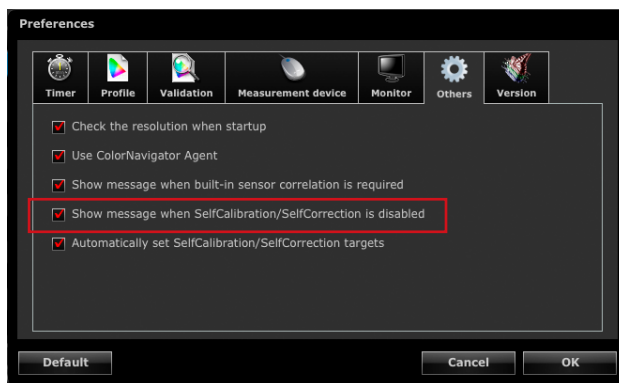 Preferences
Timer
Profile
Validation
Measurement device
Monitor
Others
Version
Check the resolution when startup
Use ColorNavigator Agent
Show message when built-in sensor correlation is required
Show message when SelfCalibration/SelfCorrection is disabled
Automatically set SelfCalibration/SelfCorrection targets
Default
Cancel
OK